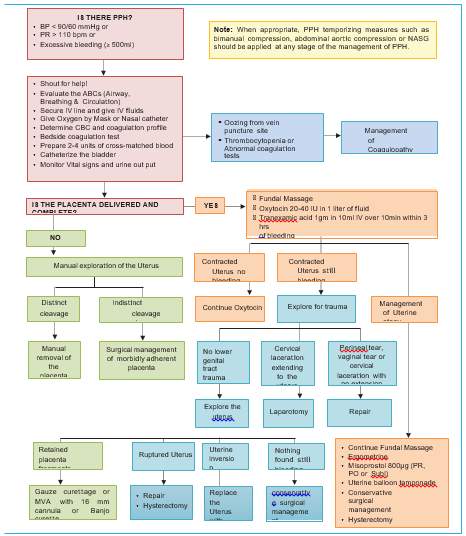 IS THERE PPH?
• BP < 90/60 mmHg or
• PR > 110 bpm or
• Excessive bleeding (≥ 500ml)
Note: When appropriate, PPH temporizing measures such as
bimanual compression, abdominal aortic compression or NASG
should be applied at any stage of the management of PPH.
• Shout for help!
• Evaluate the ABCs (Airway,
Breathing & Circulation)
• Secure IV line and give IV fluids
• Give Oxygen by Mask or Nasal catheter
• Determine CBC and coagulation profile
• Bedside coagulation test
• Prepare 2-4 units of cross-matched blood
• Catheterize the bladder
• Monitor Vital signs and urine out put
• Oozing from vein
puncture site
• Thrombocytopenia or
Abnormal coagulation
tests
Management
of
Coagulopathy
IS THE PLACENTA DELIVERED AND
COMPLETE?
YES
Fundal Massage
Oxytocin 20-40 IU in 1 liter of fluid
Tranexamic acid 1gm in 10ml IV over 10min within 3
hrs
of bleeding
NO
Manual exploration of the Uterus
Contracted
Uterus no
bleeding
Contracted
Uterus still
bleeding
Distinct
cleavage
Indistinct
cleavage
Continue Oxytocin
Explore for trauma
Management
of Uterine
Manual
removal of
the
placenta
Surgical management
of morbidly adherent
placenta
No lower
genital
tract
trauma
Cervical
laceration
extending
to the
uterus
Perineal tear,
vaginal tear or
cervical
laceration with
no extension
Explore the
uterus
Laparotomy
Repair
Retained
placenta
fragments
Ruptured Uterus
Uterine
inversio
n
Nothing
found still
bleeding
• Continue Fundal Massage
• Ergometrine
• Misoprostol 800μg (PR,
PO or Subl)
• Uterine balloon tamponade
• Conservative
surgical
management
• Hysterectomy
Gauze curettage or
MVA with 16 mm
cannula or Banjo
curette
• Repair
• Hysterectomy
Replace
the
Uterus
with
conservativ
e surgical
manageme